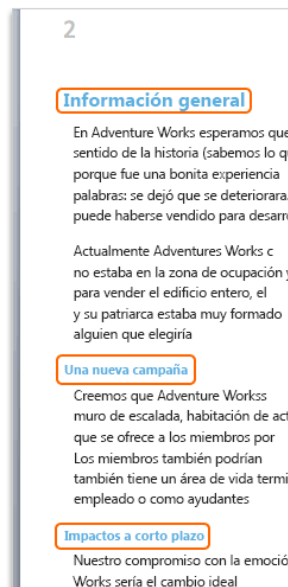 2
Información general
En Adventure Works esperamos que
sentido de la historia (sabemos lo
porque fue una bonita experiencia
palabras: se dejó que se deteriorara.
puede haberse vendido para
Actualmente Adventures Works c
no estaba en la zona de ocupación
para vender el edificio entero, el
y su patriarca estaba muy formado
alguien que elegiría
Una nueva campaña
Creemos que Adventure Workss
muro de escalada, habitación de
que se ofrece a los miembros por
Los miembros también podrían
también tiene un área de vida
empleado o como ayudantes
Impactos a corto plazo
Nuestro compromiso con la
Works sería el cambio ideal